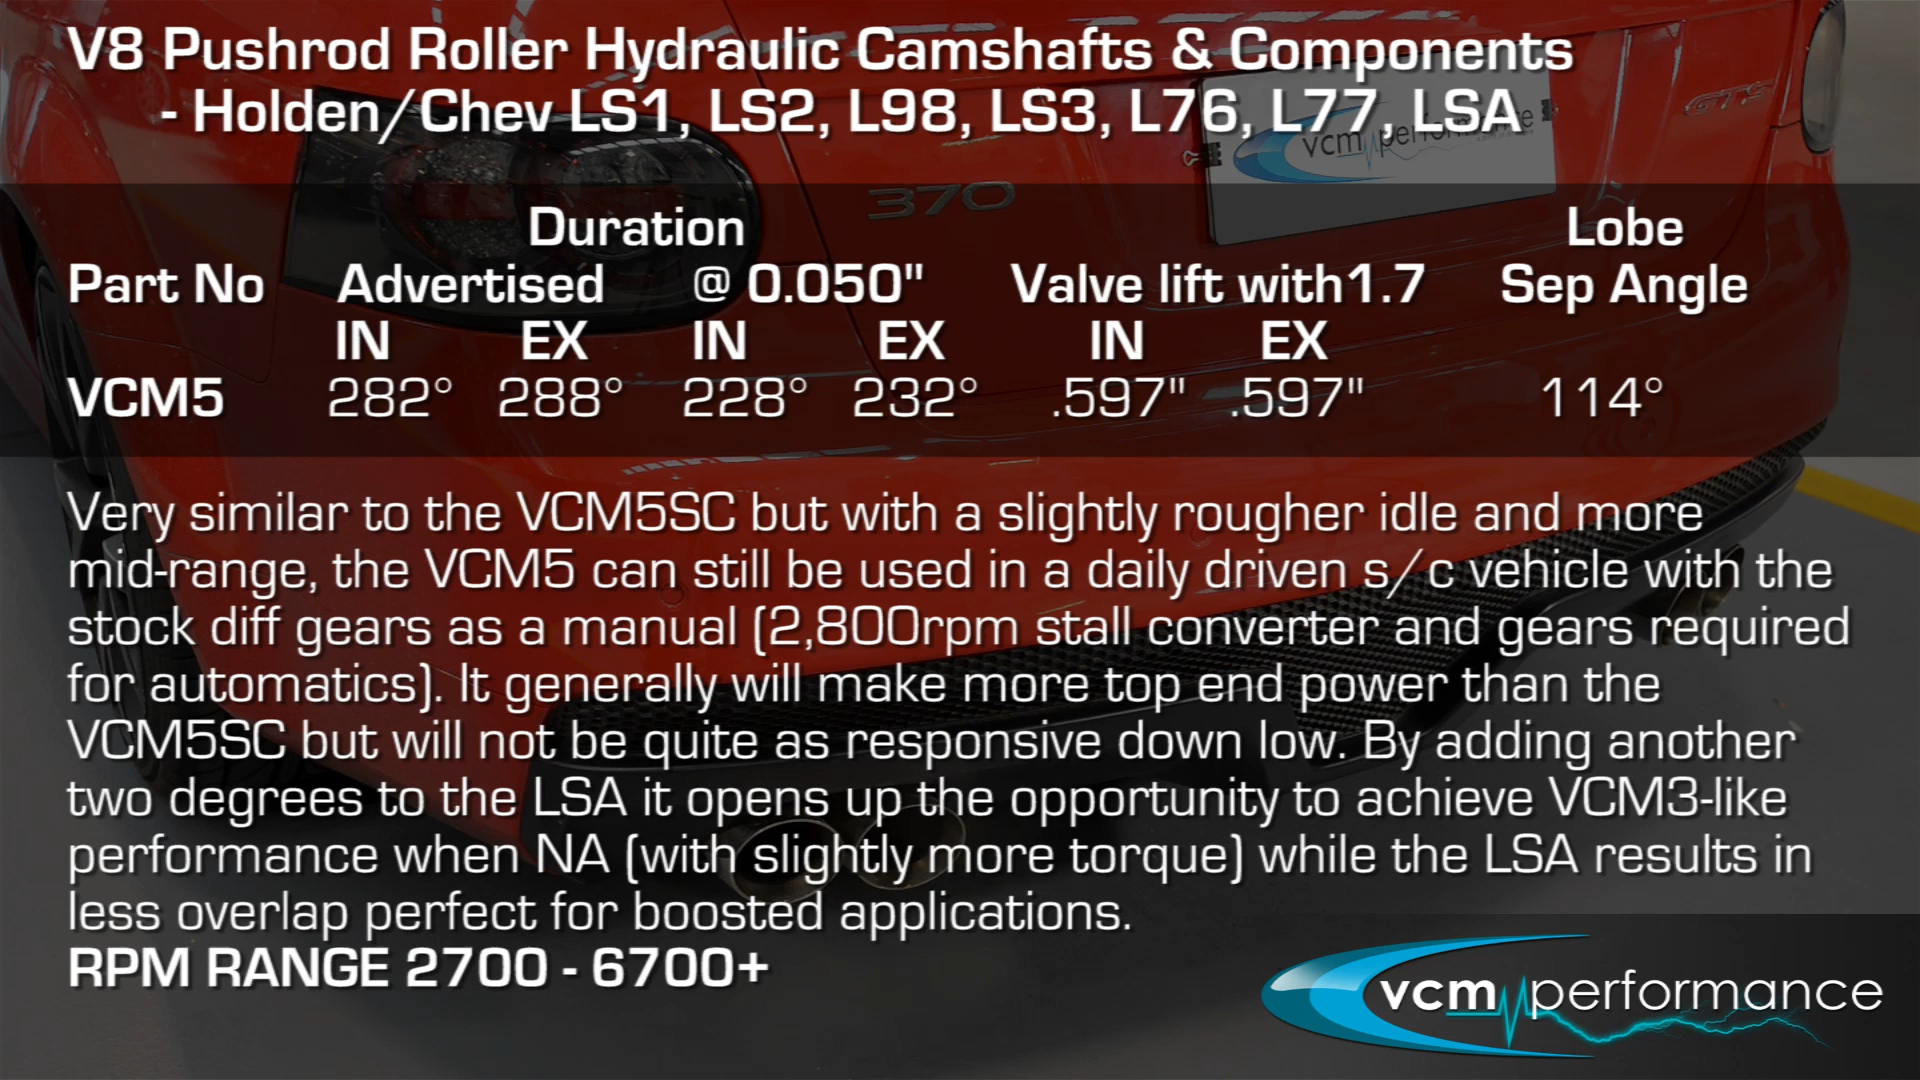 V8 Pushrod Roller Hydraulic Camshafts & Components
- Holden/Chev LS1, LS2, L98, LS3, L76, L77, LSA
vcm performance
GTS
370
Duration Lobe
Part No Advertised @ 0.050" Valve lift with1.7 Sep Angle
IN EX IN EX IN EX
VCM5 282° 288° 228° 232° .597" .597" 114°
Very similar to the VCM5SC but with a slightly rougher idle and more
mid-range, the VCM5 can still be used in a daily driven s/c vehicle with the
stock diff gears as a manual (2,800rpm stall converter and gears required
for automatics). It generally will make more top end power than the
VCM5SC but will not be quite as responsive down low. By adding another
two degrees to the LSA it opens up the opportunity to achieve VCM3-like
performance when NA (with slightly more torque) while the LSA results in
less overlap perfect for boosted applications.
RPM RANGE 2700 - 6700+
vcm performance